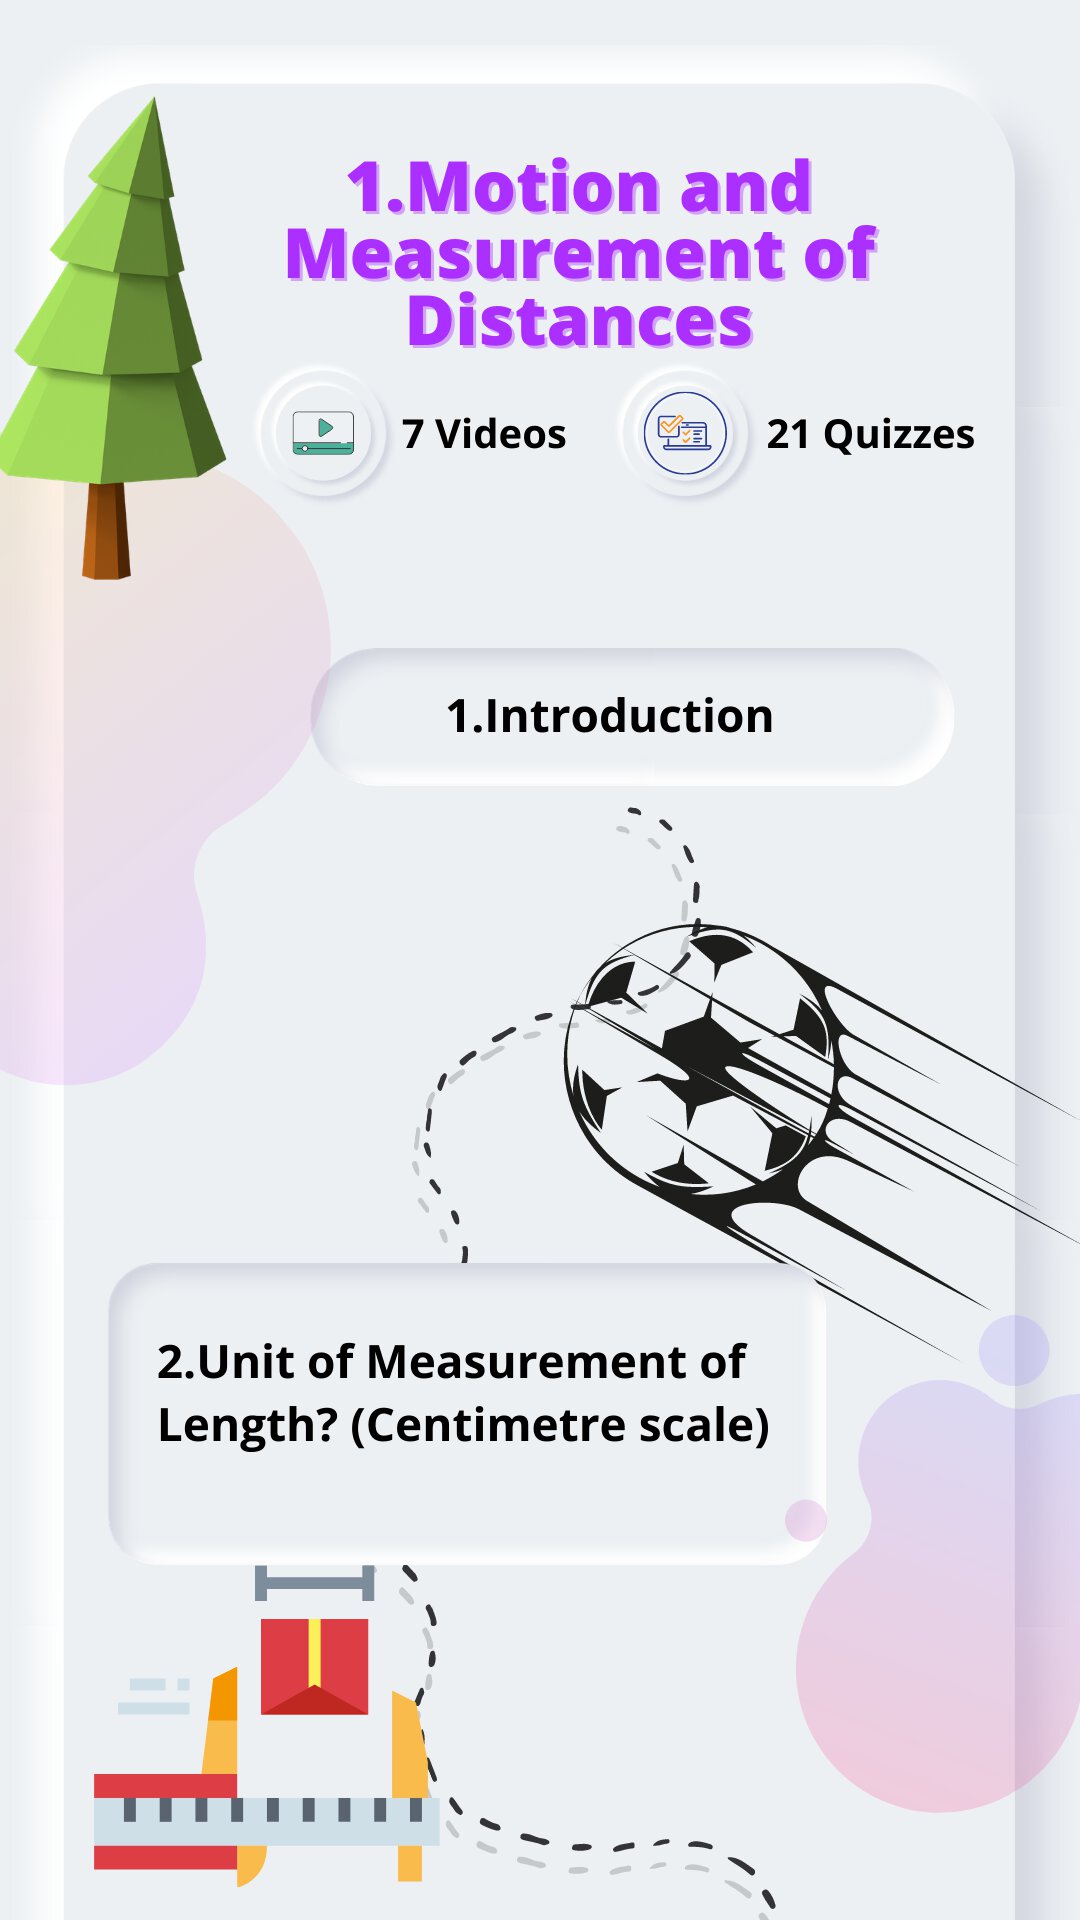 1.Motion and
Measurement of
Distances
7 Videos
21 Quizzes
1.Introduction
2.Unit of Measurement of
Length? (Centimetre scale)